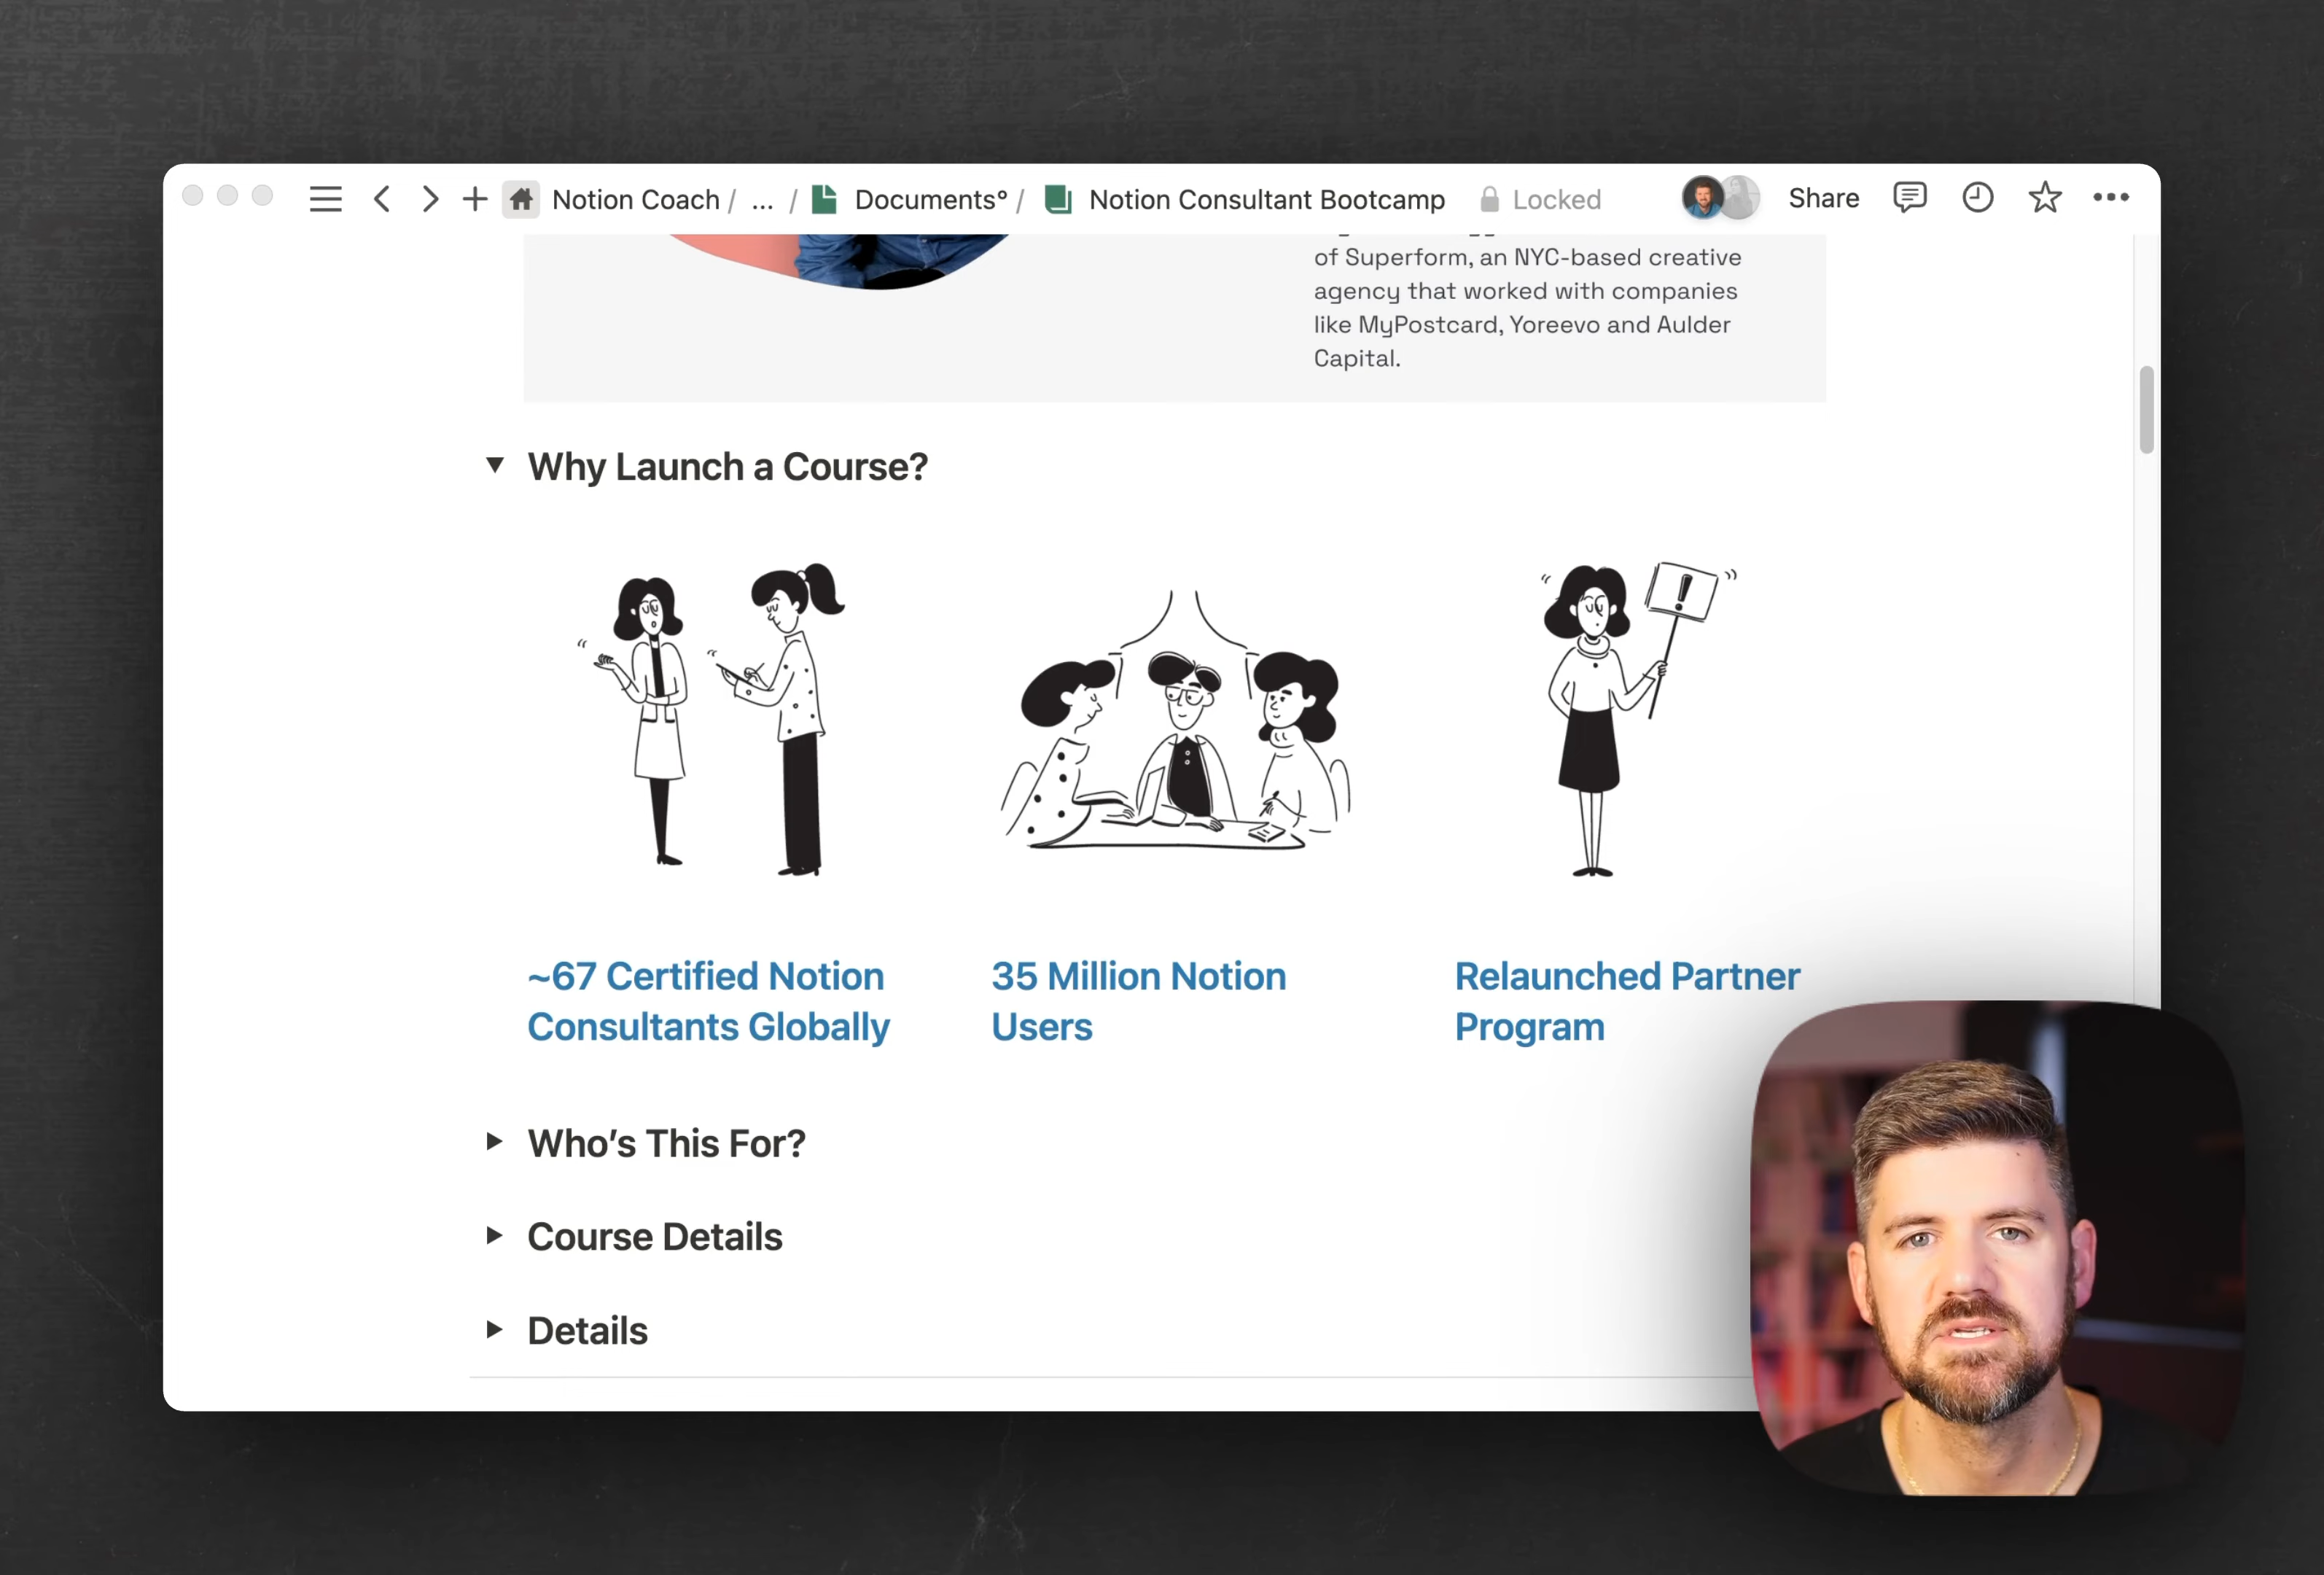 Notion Coach / ... / Documents° / Notion Consultant Bootcamp Locked Share
of Superform, an NYC-based creative
agency that worked with companies
like MyPostcard, Yoreevo and Aulder
Capital.
Why Launch a Course?
!
~67 Certified Notion
Consultants Globally
35 Million Notion
Users
Relaunched Partner
Program
Who's This For?
Course Details
Details